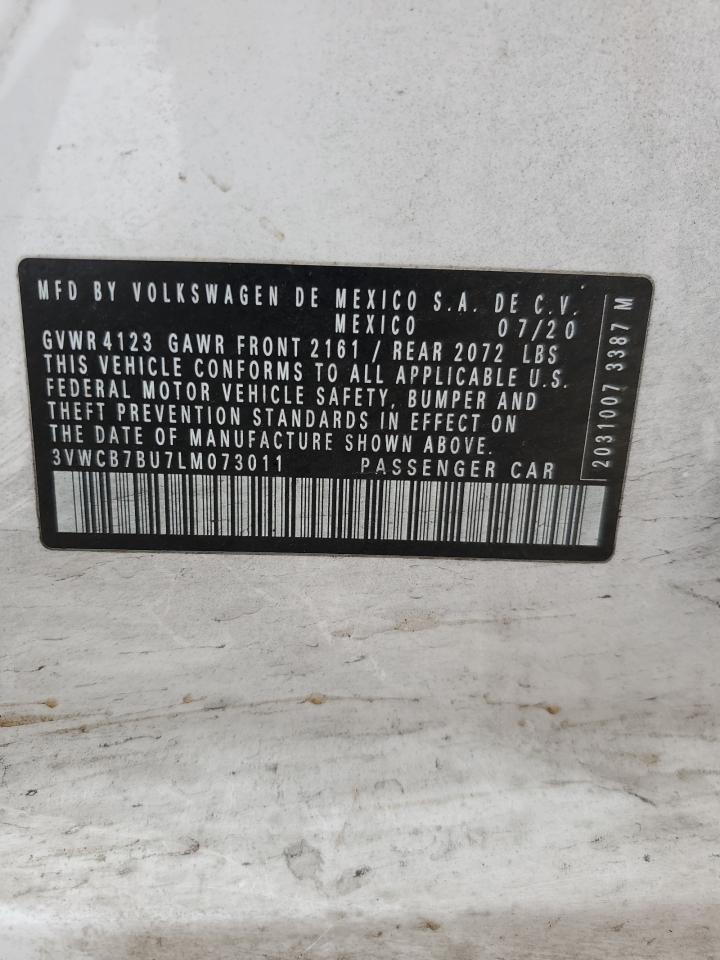 MFD BY VOLKSWAGEN DE MEXICO S.A. DE C.V.
MEXICO 07/20
GVWR 4123 GAWR FRONT 2161 / REAR 2072 LBS
THIS VEHICLE CONFORMS TO ALL APPLICABLE U.S.
FEDERAL MOTOR VEHICLE SAFETY, BUMPER AND
THEFT PREVENTION STANDARDS IN EFFECT ON
THE DATE OF MANUFACTURE SHOWN ABOVE.
3VWCB7BU7LM073011 PASSENGER CAR
2031007 3387 M